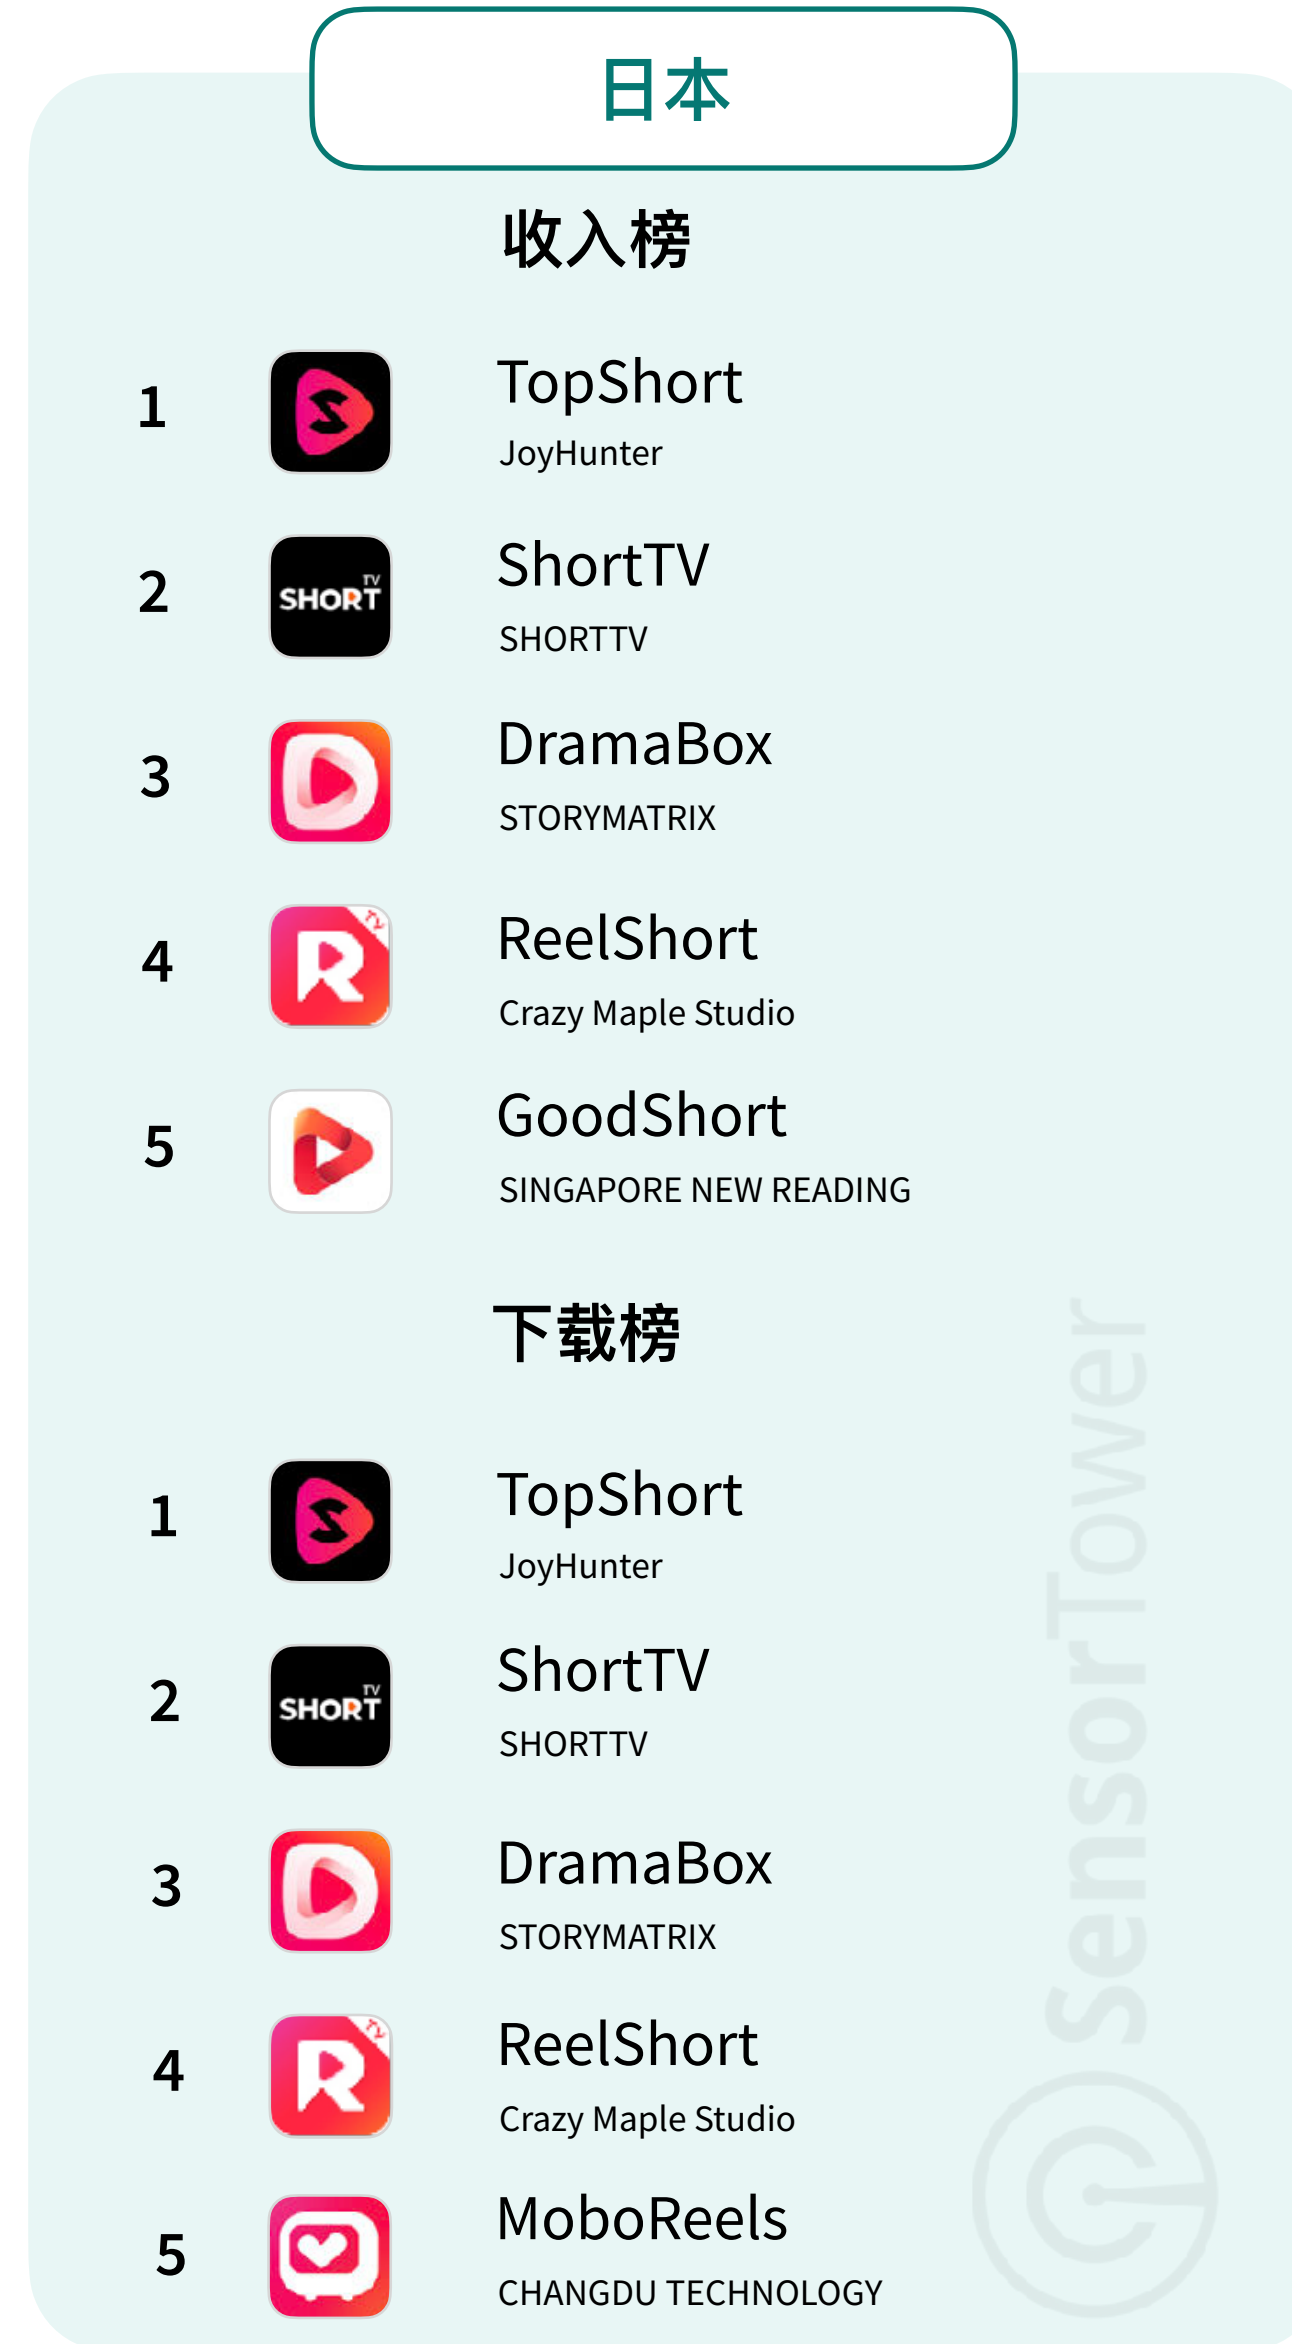 日本
收入榜
1
TopShort
JoyHunter
2
SHORT TV
ShortTV
SHORTTV
3
DramaBox
STORYMATRIX
4
TV
ReelShort
Crazy Maple Studio
5
GoodShort
SINGAPORE NEW READING
下载榜
1
TopShort
JoyHunter
2
SHORT TV
ShortTV
SHORTTV
3
DramaBox
STORYMATRIX
4
TV
ReelShort
Crazy Maple Studio
5
MoboReels
CHANGDU TECHNOLOGY
SensorTower